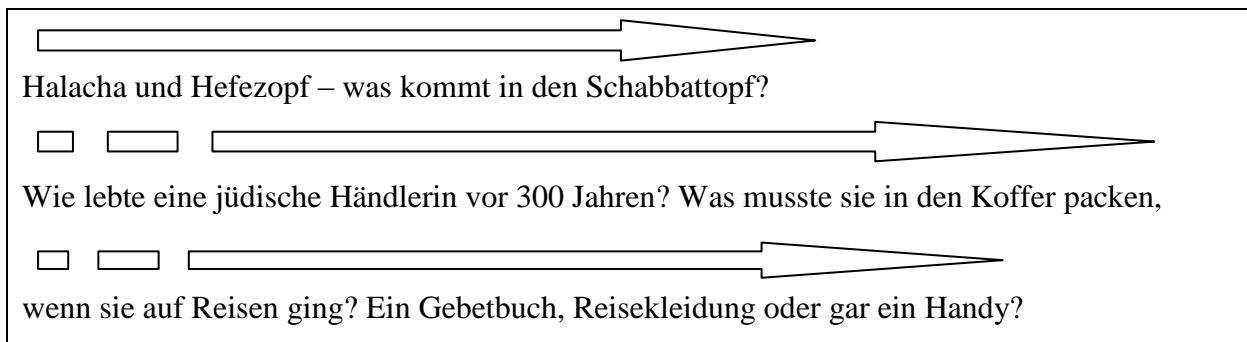 Halacha und Hefezopf – was kommt in den Schabbattopf?
Wie lebte eine jüdische Händlerin vor 300 Jahren? Was musste sie in den Koffer packen,
wenn sie auf Reisen ging? Ein Gebetbuch, Reisekleidung oder gar ein Handy?